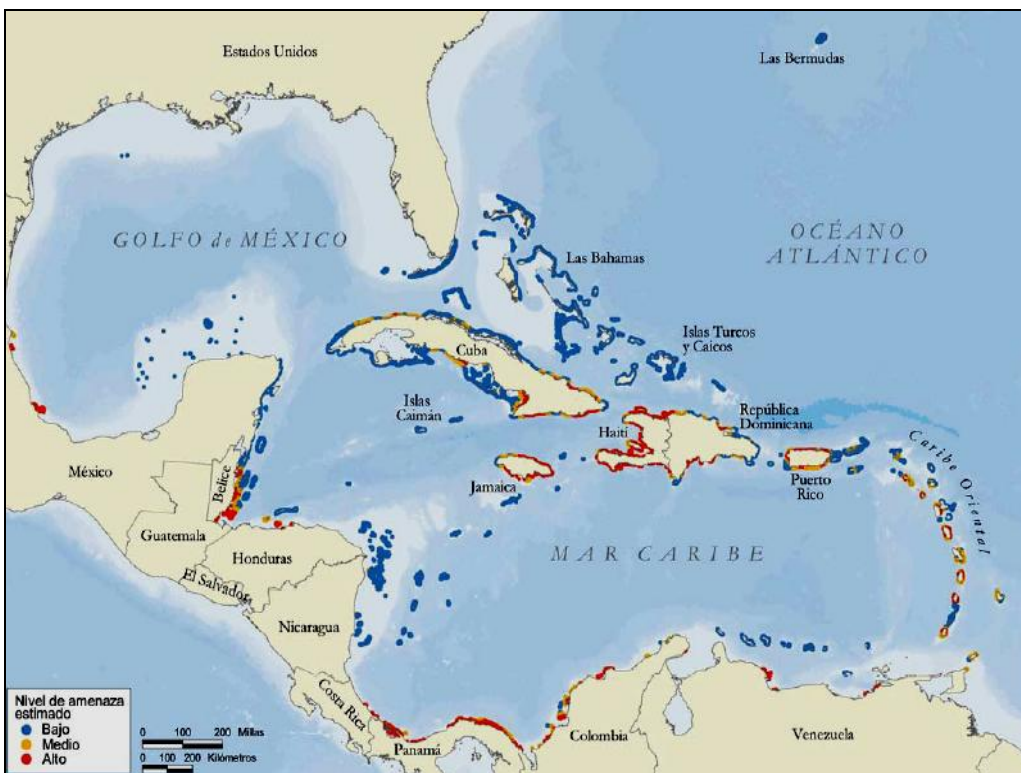 Estados Unidos
Las Bermudas
GOLFO de MÉXICO
OCÉANO
ATLÁNTICO
Las Bahamas
Islas Turcos
y Caicos
Cuba
Islas
Caimán
República
Dominicana
Haití
Caribe Oriental
México
Belice
Jamaica
Puerto
Rico
Guatemala
Honduras
MAR CARIBE
El Salvador
Nicaragua
Costa Rica
Panamá
Colombia
Venezuela
Nivel de amenaza
estimado
Bajo
Medio
Alto
0 100 200 Millas
0 100 200 Kilómetros